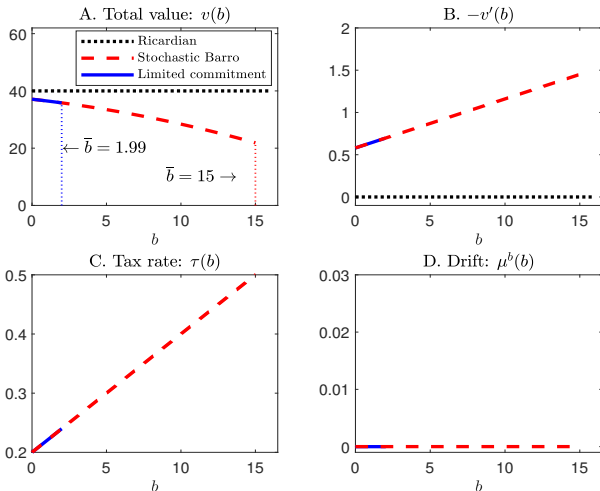 A. Total value: v(b)
60
40
20
0
0 5 10 15
b
Ricardian
Stochastic Barro
Limited commitment
← b̅ = 1.99
b̅ = 15 →
B. −v′(b)
2
1.5
1
0.5
0
0 5 10 15
b
C. Tax rate: τ(b)
0.5
0.4
0.3
0.2
0 5 10 15
b
D. Drift: μᵇ(b)
0.03
0.02
0.01
0
0 5 10 15
b